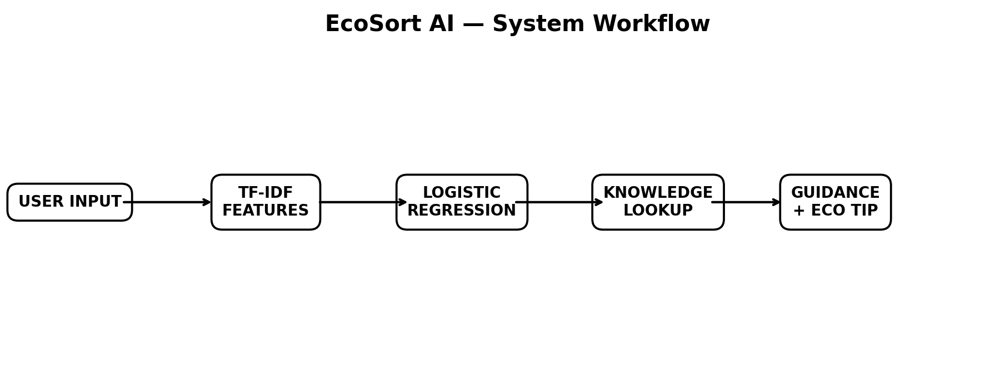 EcoSort AI — System Workflow
USER INPUT
TF-IDF
FEATURES
LOGISTIC
REGRESSION
KNOWLEDGE
LOOKUP
GUIDANCE
+ ECO TIP